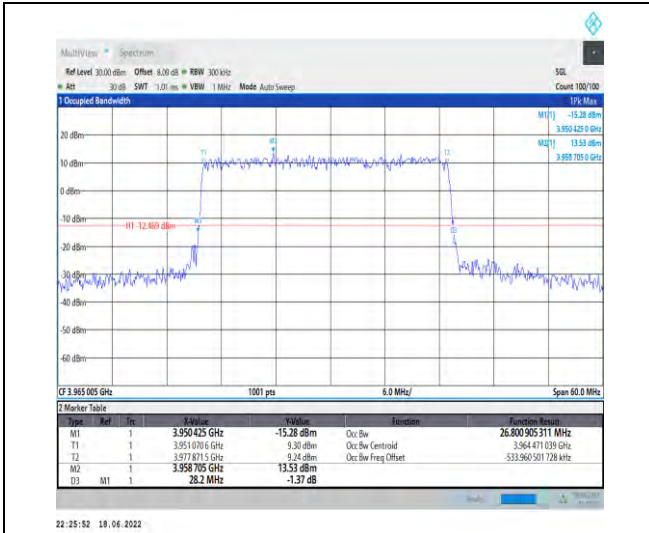 MultiView Spectrum
Ref Level 30.00 dBm Offset 8.09 dB RBW 300 kHz SGL
Att 30 dB SWT 1.01 ms VBW 1 MHz Mode Auto Sweep Count 100/100
1 Occupied Bandwidth 1Pk Max
M1[1] -15.28 dBm
3.950 425 0 GHz
M2[1] 13.53 dBm
3.958 705 0 GHz
20 dBm
M2
T1 T2
10 dBm
0 dBm
-10 dBm
H1 -12.469 dBm
M1
D3
-20 dBm
-30 dBm
-40 dBm
-50 dBm
-60 dBm
CF 3.965 005 GHz 1001 pts 6.0 MHz/ Span 60.0 MHz
2 Marker Table
Type Ref Trc X-Value Y-Value Function Function Result
M1 1 3.950 425 GHz -15.28 dBm Occ Bw 26.800 905 311 MHz
T1 1 3.951 070 6 GHz 9.30 dBm Occ Bw Centroid 3.964 471 039 GHz
T2 1 3.977 871 5 GHz 9.24 dBm Occ Bw Freq Offset -533.960 501 728 kHz
M2 1 3.958 705 GHz 13.53 dBm
D3 M1 1 28.2 MHz -1.37 dB
22:25:52 18.06.2022